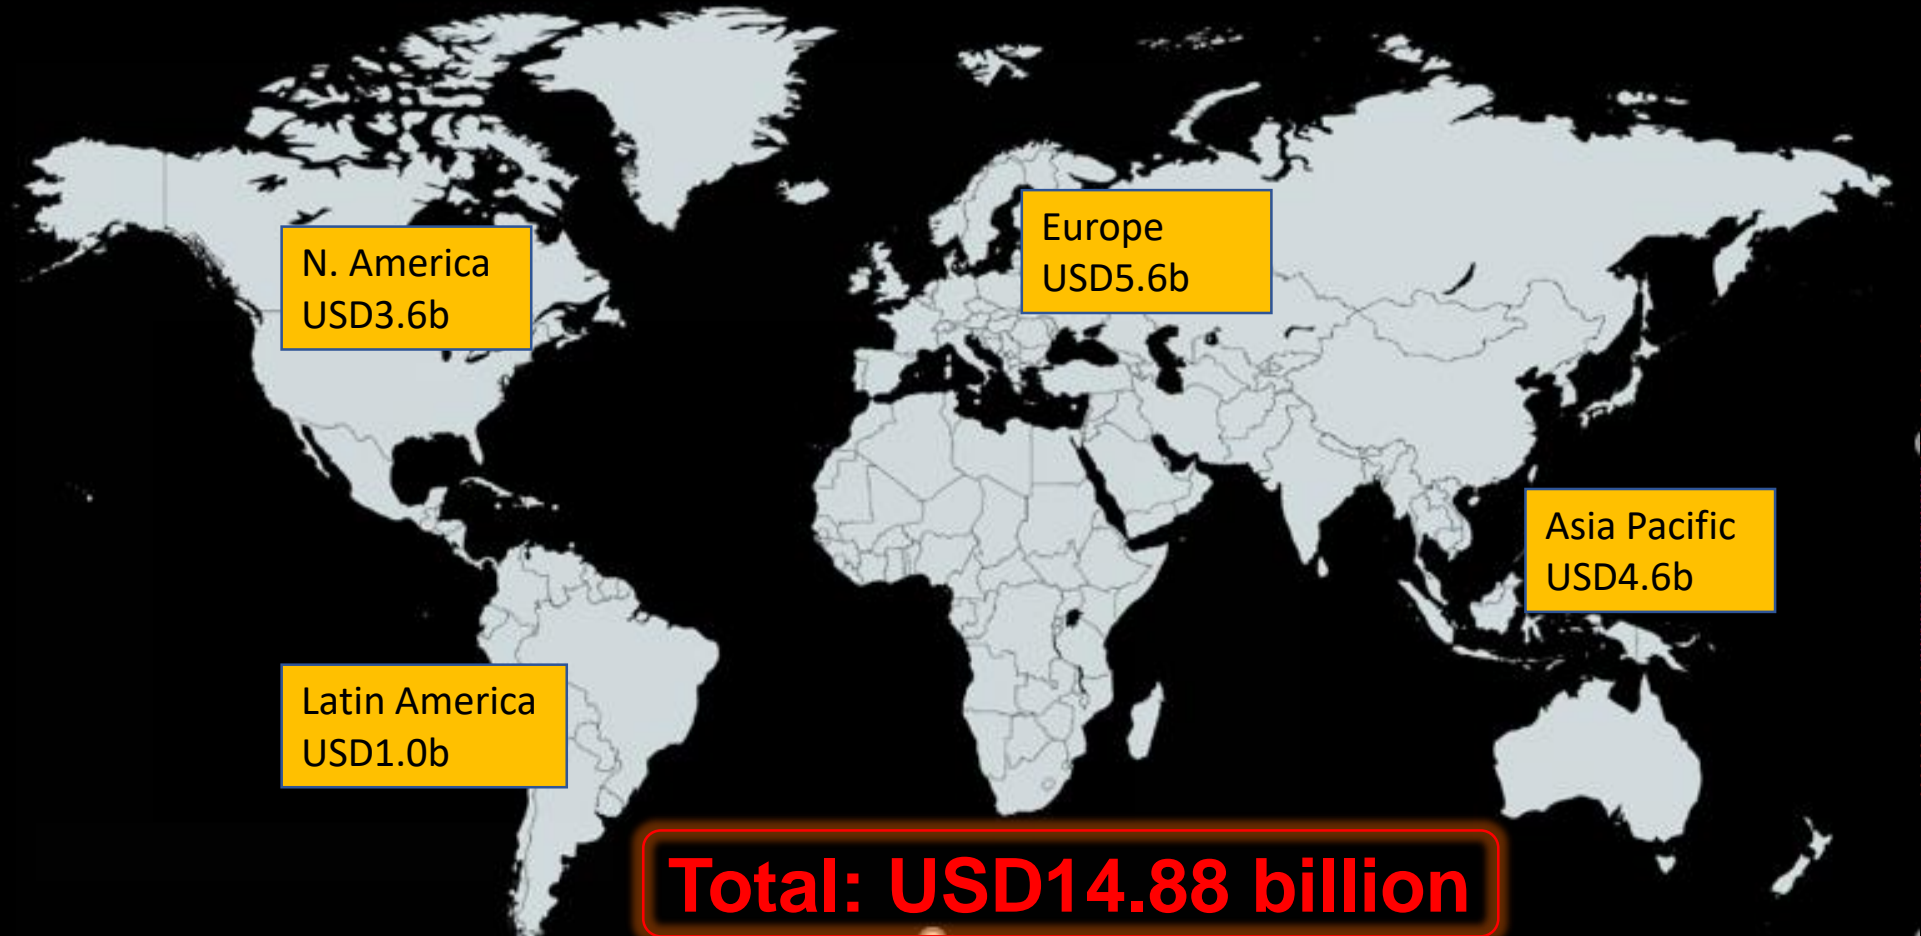 N. America
USD3.6b
Europe
USD5.6b
Asia Pacific
USD4.6b
Latin America
USD1.0b
Total: USD14.88 billion